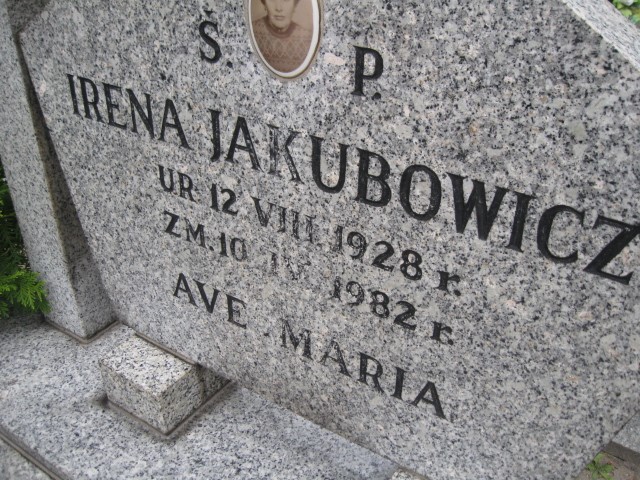 Ś. P.
IRENA JAKUBOWICZ
UR. 12 VIII. 1928 r.
ZM. 10 IV 1982 r.
AVE - MARIA